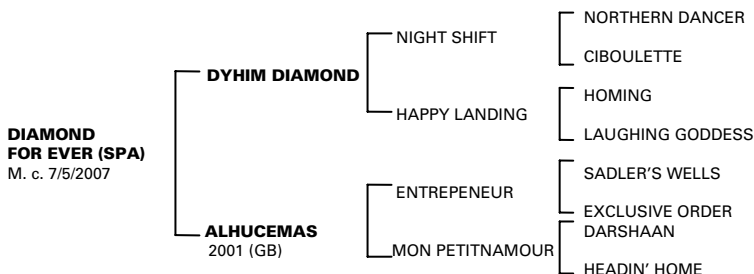 NORTHERN DANCER
NIGHT SHIFT
CIBOULETTE
DYHIM DIAMOND
HOMING
HAPPY LANDING
LAUGHING GODDESS
DIAMOND
FOR EVER (SPA)
M. c. 7/5/2007
SADLER'S WELLS
ENTREPENEUR
EXCLUSIVE ORDER
ALHUCEMAS
2001 (GB)
DARSHAAN
MON PETITNAMOUR
HEADIN' HOME